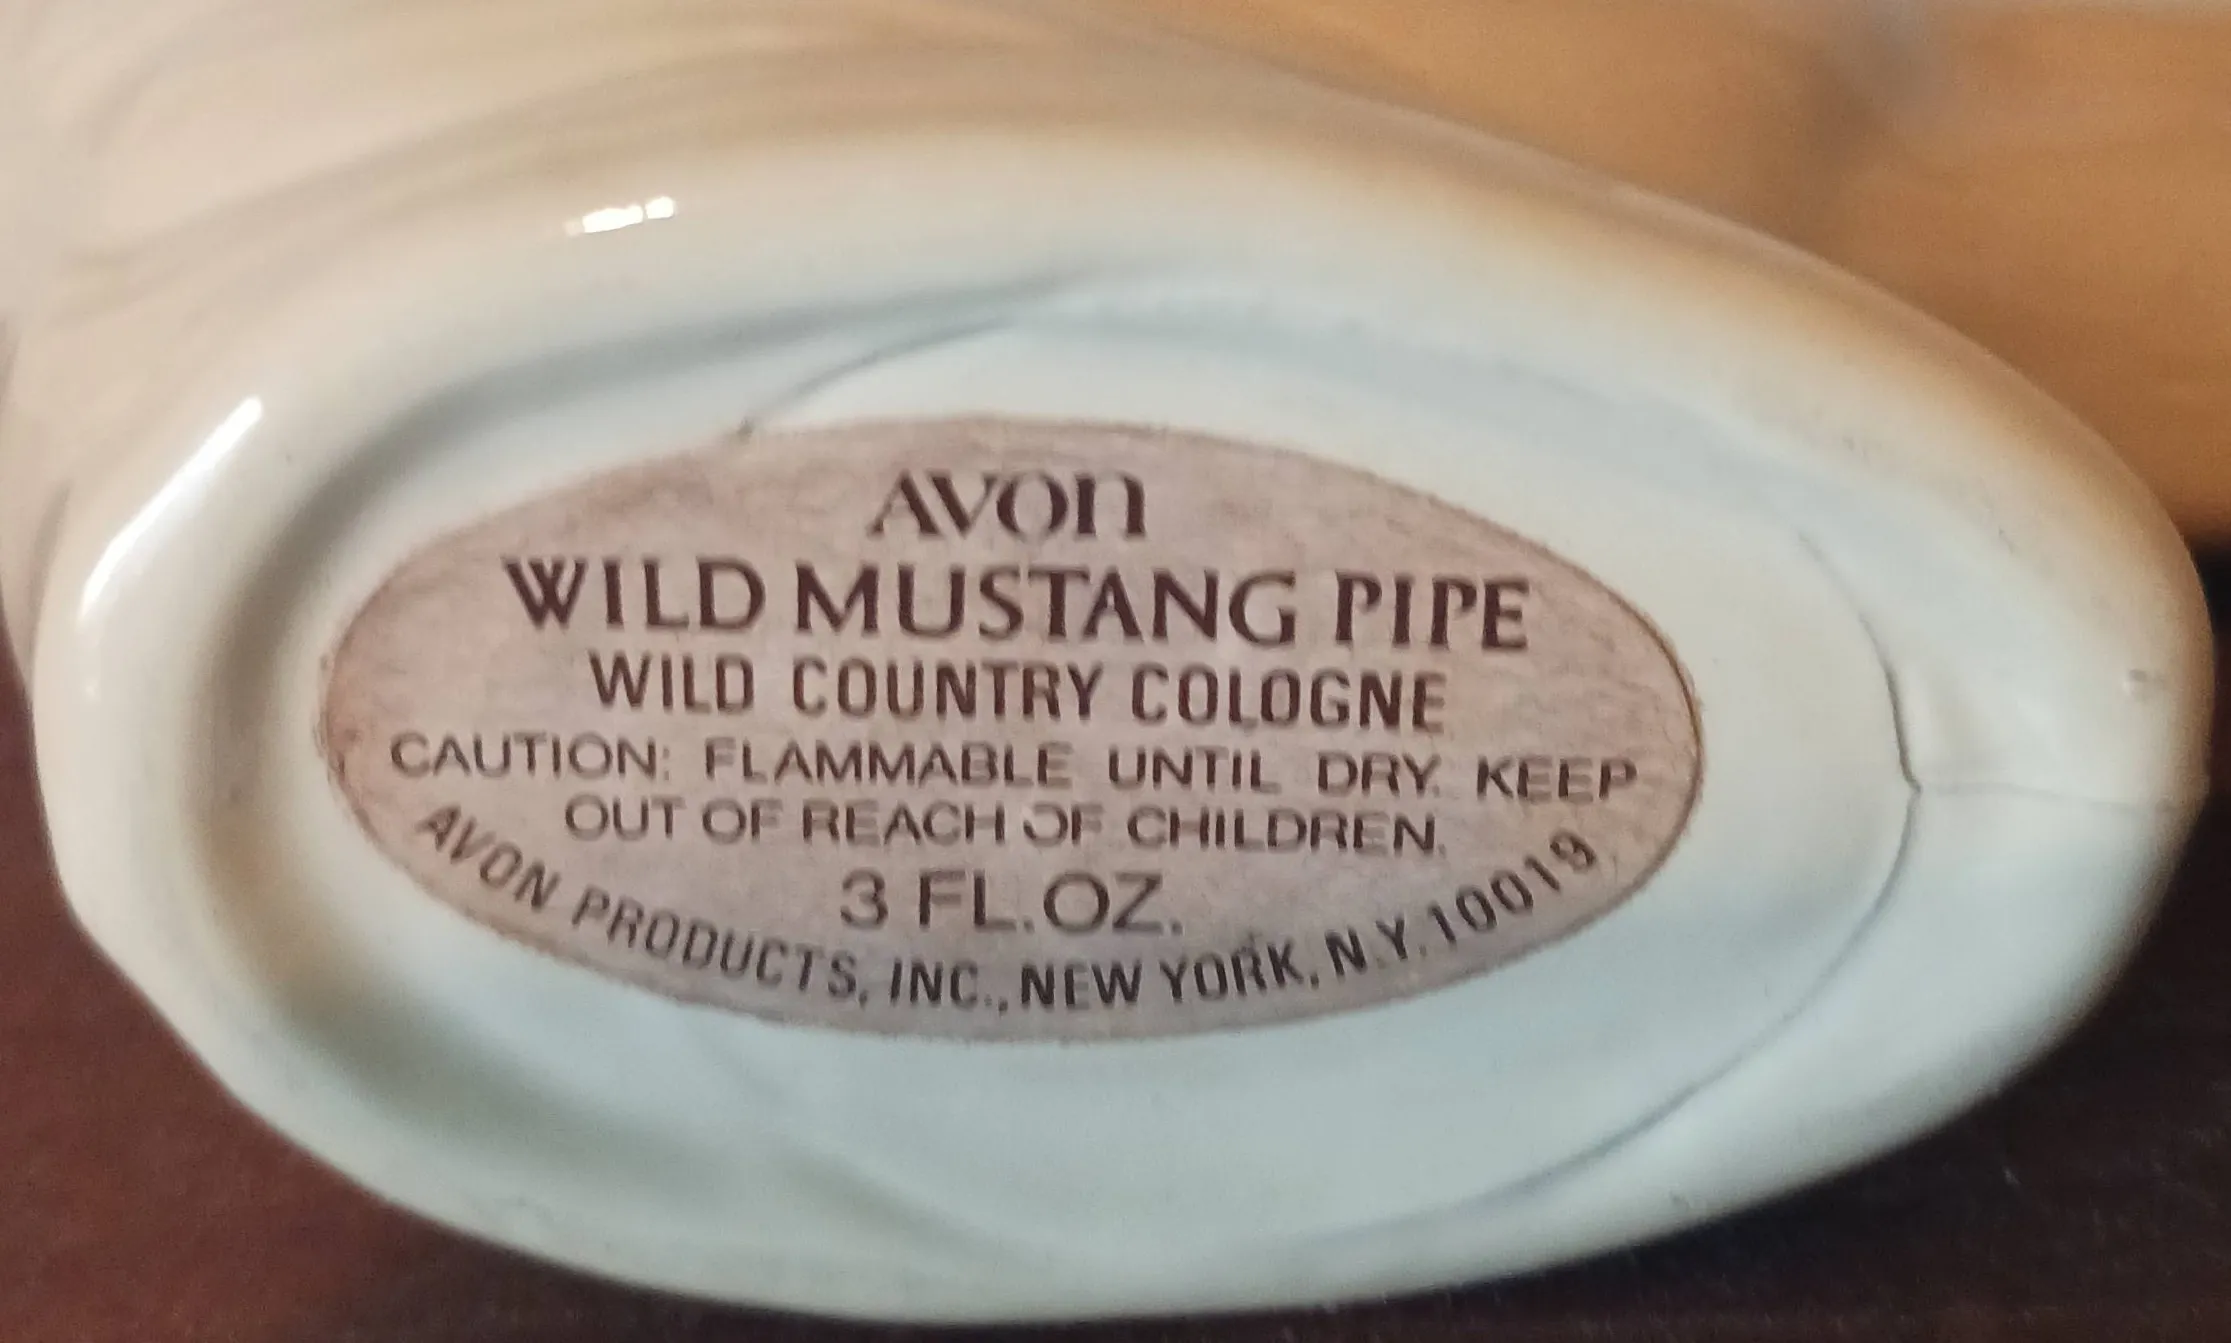 AVON
WILD MUSTANG PIPE
WILD COUNTRY COLOGNE
CAUTION: FLAMMABLE UNTIL DRY. KEEP
OUT OF REACH OF CHILDREN.
3 FL.OZ.
AVON PRODUCTS, INC., NEW YORK, N.Y. 10019